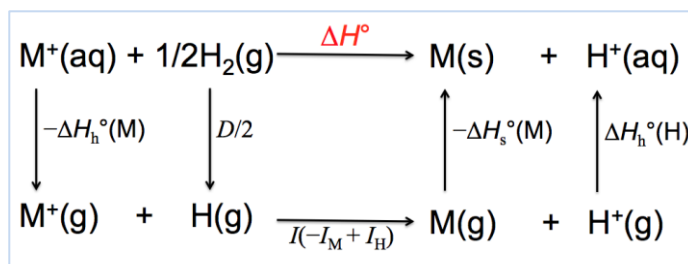 ΔH°
M⁺(aq) + 1/2H₂(g) M(s) + H⁺(aq)
−ΔHₕ°(M) D/2 −ΔHₛ°(M) ΔHₕ°(H)
M⁺(g) + H(g) M(g) + H⁺(g)
I(−I_M + I_H)